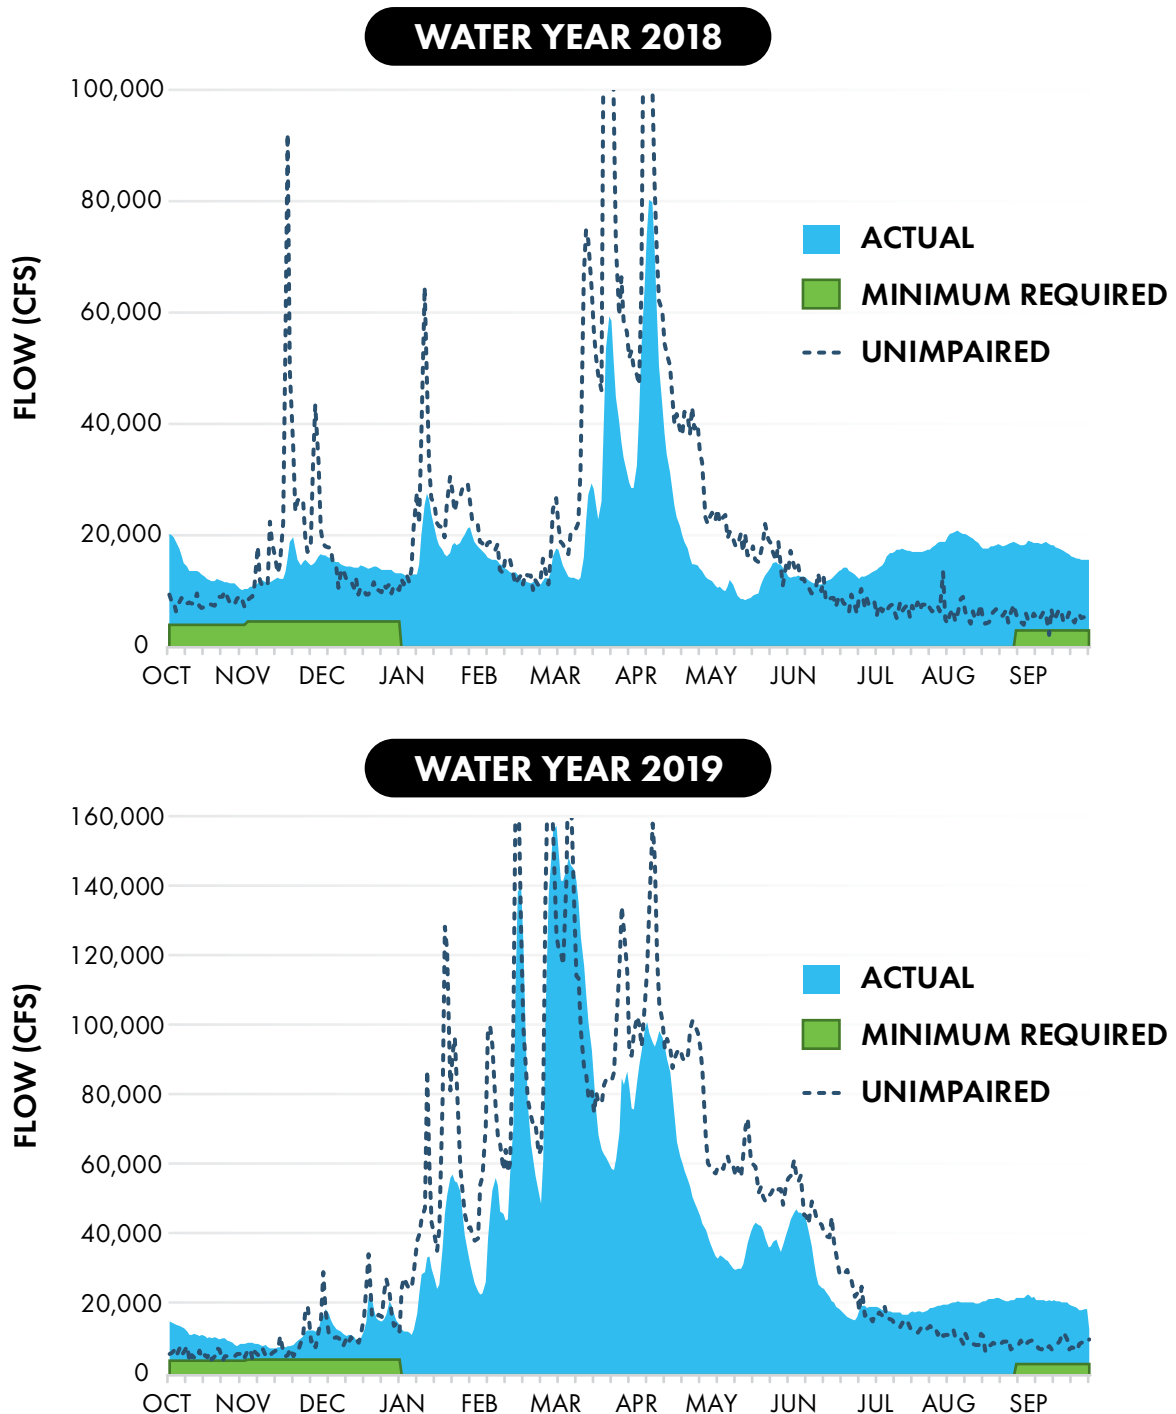 WATER YEAR 2018
100,000
80,000
60,000
40,000
20,000
0
FLOW (CFS)
ACTUAL
MINIMUM REQUIRED
UNIMPAIRED
OCT NOV DEC JAN FEB MAR APR MAY JUN JUL AUG SEP
WATER YEAR 2019
160,000
140,000
120,000
100,000
80,000
60,000
40,000
20,000
0
FLOW (CFS)
ACTUAL
MINIMUM REQUIRED
UNIMPAIRED
OCT NOV DEC JAN FEB MAR APR MAY JUN JUL AUG SEP